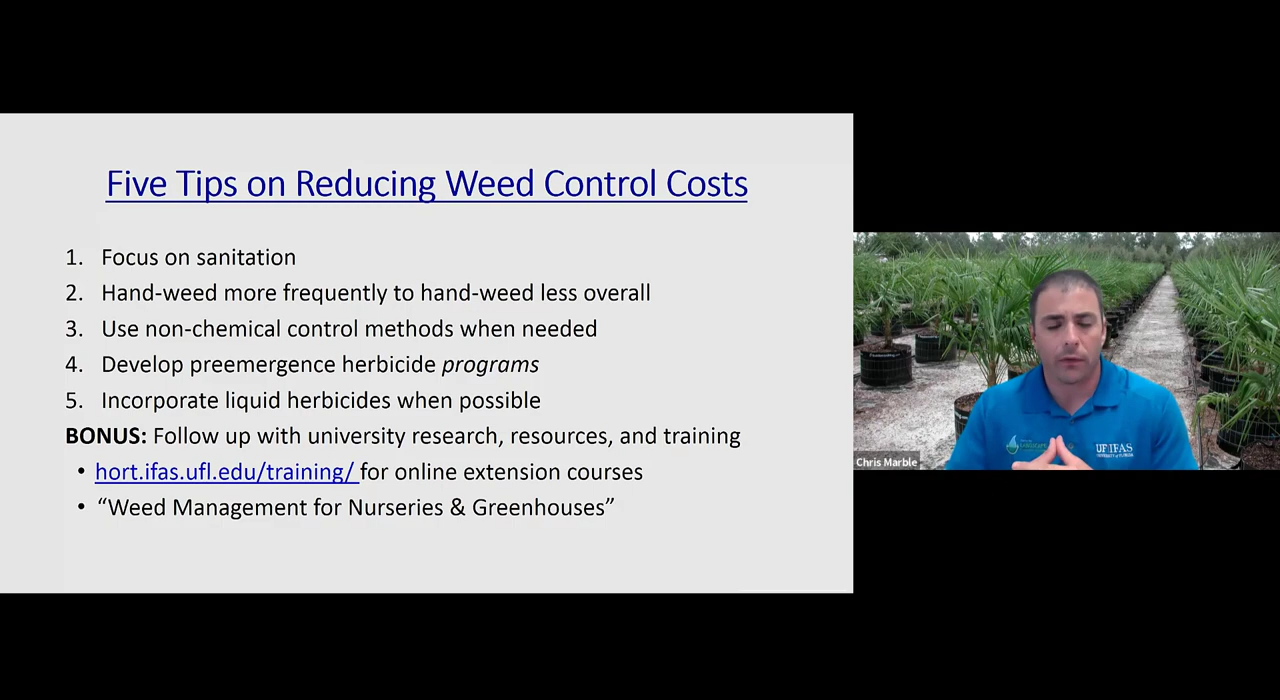 Five Tips on Reducing Weed Control Costs
1. Focus on sanitation
2. Hand-weed more frequently to hand-weed less overall
3. Use non-chemical control methods when needed
4. Develop preemergence herbicide programs
5. Incorporate liquid herbicides when possible
BONUS: Follow up with university research, resources, and training
• hort.ifas.ufl.edu/training/ for online extension courses
• “Weed Management for Nurseries & Greenhouses”
UF|IFAS
UNIVERSITY of FLORIDA
Chris Marble